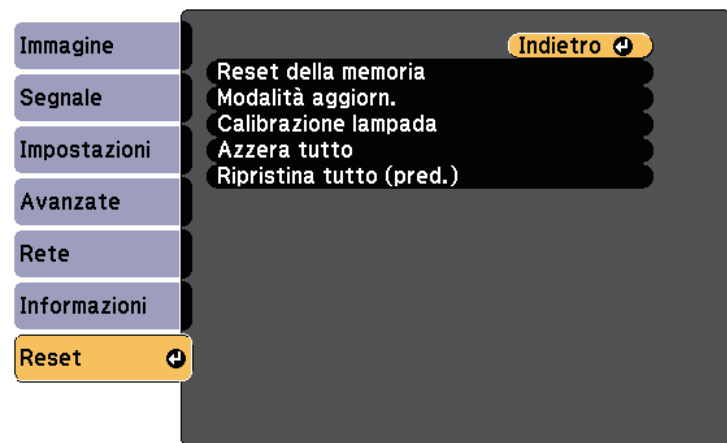 Immagine
Segnale
Impostazioni
Avanzate
Rete
Informazioni
Reset
Indietro
Reset della memoria
Modalità aggiorn.
Calibrazione lampada
Azzera tutto
Ripristina tutto (pred.)